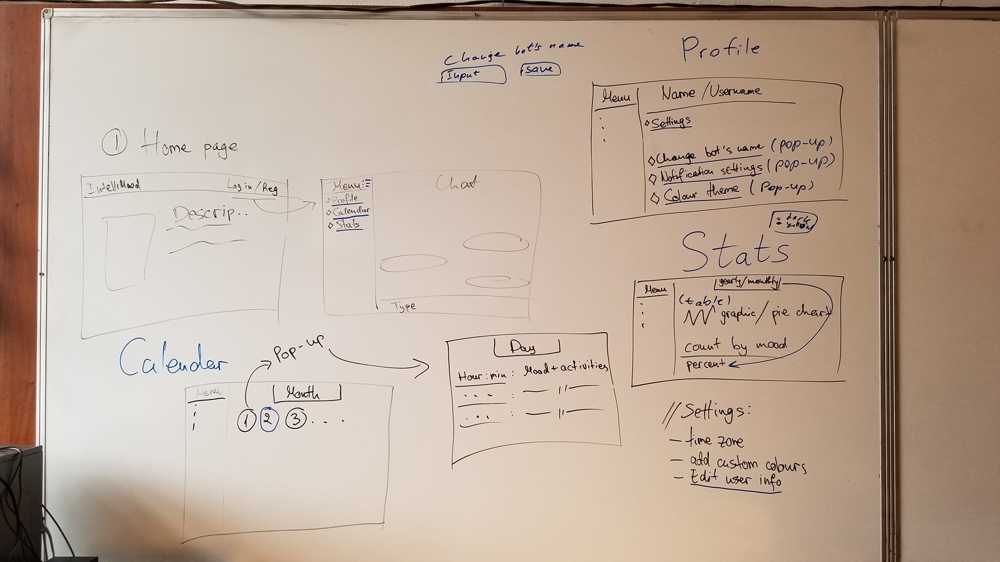 Change bot's name
Input
save
Profile
Menu
Name / Username
Settings
Change bot's name (pop-up)
Notification settings (pop-up)
Colour theme (Pop-up)
dark
① Home page
IntelliMood
Log in / Reg
Descrip..
Menu:
Profile
Calendar
Stats
Chat
Type
Stats
Menu
yearly/monthly
(table)
graphic / pie chart
count by mood
percent
Calendar
Pop-up
Menu
Month
1 2 3 . . .
Day
Hour : min : Mood + activities
. . . : — || —
. . . : — || —
// Settings:
— time zone
— add custom colours
— Edit user info